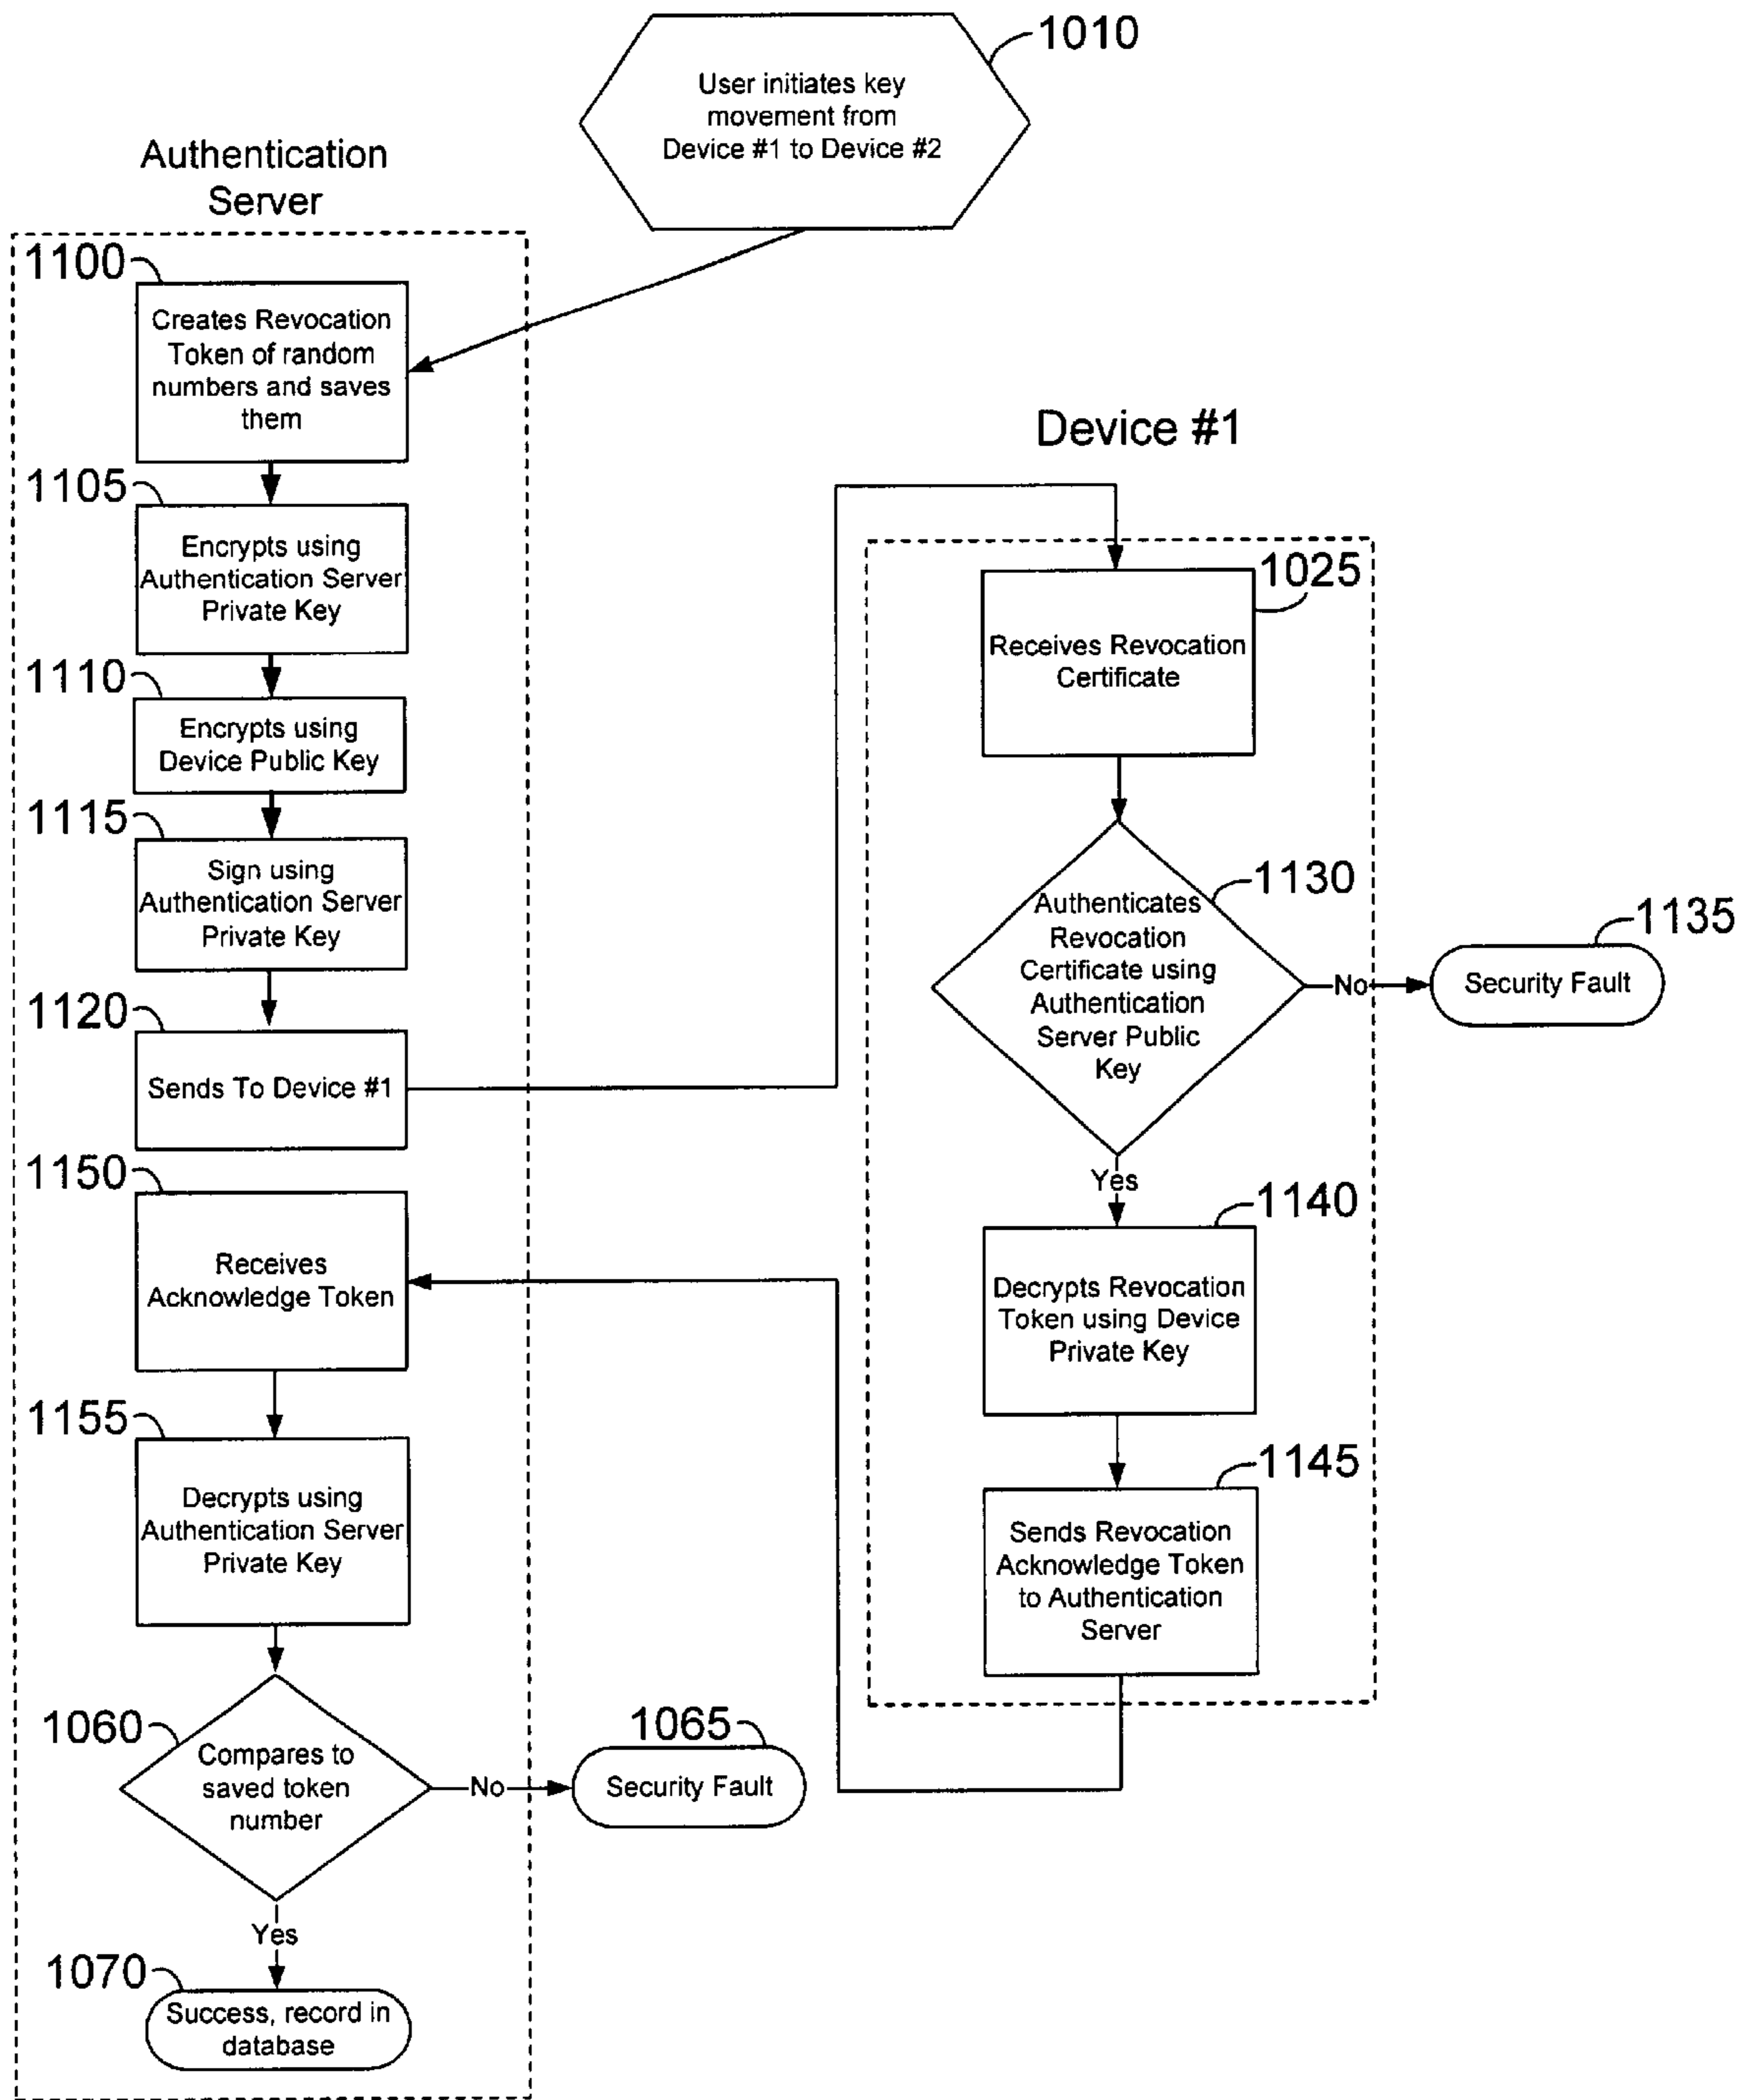 1010
User initiates key
movement from
Device #1 to Device #2
Authentication
Server
1100
Creates Revocation
Token of random
numbers and saves
them
1105
Encrypts using
Authentication Server
Private Key
1110
Encrypts using
Device Public Key
1115
Sign using
Authentication Server
Private Key
1120
Sends To Device #1
Device #1
1025
Receives Revocation
Certificate
1130
Authenticates
Revocation
Certificate using
Authentication
Server Public
Key
No
1135
Security Fault
Yes
1140
Decrypts Revocation
Token using Device
Private Key
1145
Sends Revocation
Acknowledge Token
to Authentication
Server
1150
Receives
Acknowledge Token
1155
Decrypts using
Authentication Server
Private Key
1060
Compares to
saved token
number
No
1065
Security Fault
Yes
1070
Success, record in
database